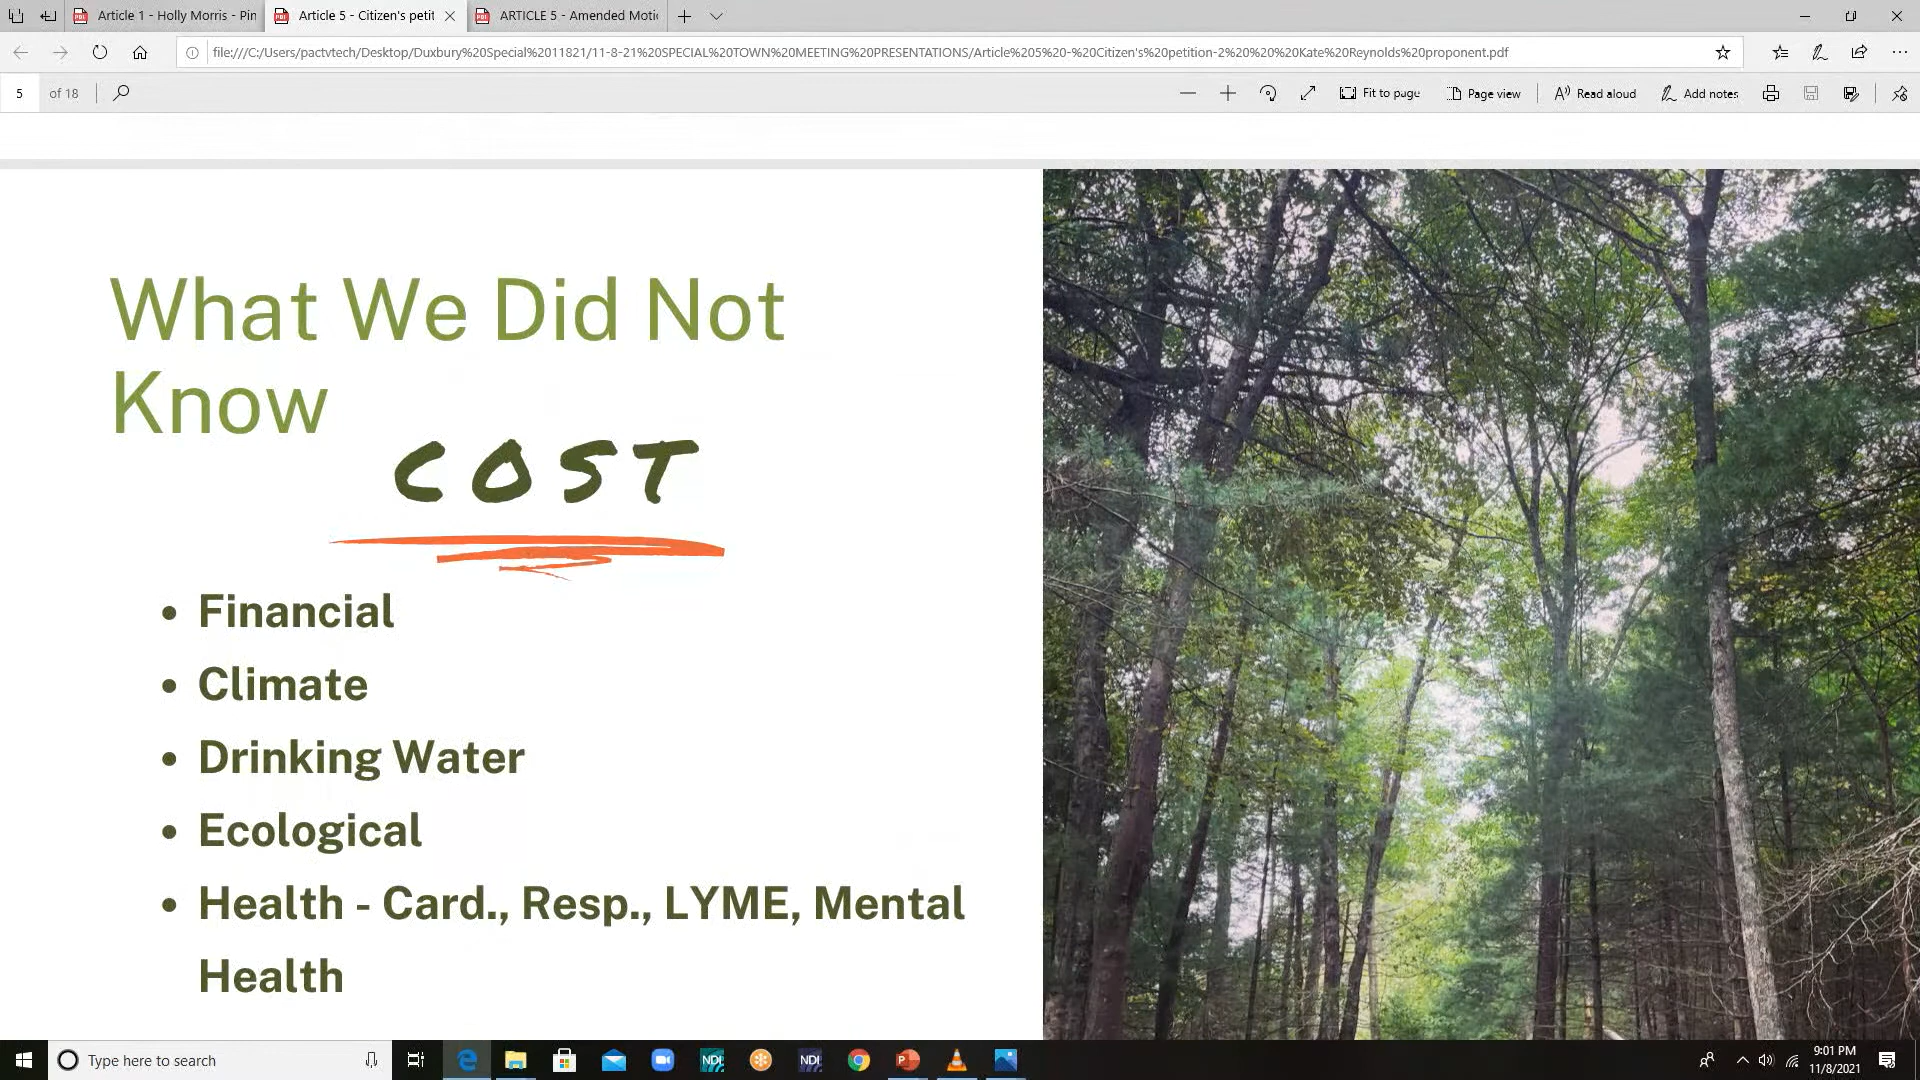 Article 1 - Holly Morris - Pin
Article 5 - Citizen's petit
ARTICLE 5 - Amended Moti
file:///C:/Users/pactvtech/Desktop/Duxbury%20Special%2011821/11-8-21%20SPECIAL%20TOWN%20MEETING%20PRESENTATIONS/Article%205%20-%20Citizen's%20petition-2%20%20%20Kate%20Reynolds%20proponent.pdf
5 of 18
Fit to page
Page view
Read aloud
Add notes
What We Did Not
Know
COST
• Financial
• Climate
• Drinking Water
• Ecological
• Health - Card., Resp., LYME, Mental
Health
Type here to search
NDI
NDI
9:01 PM
11/8/2021